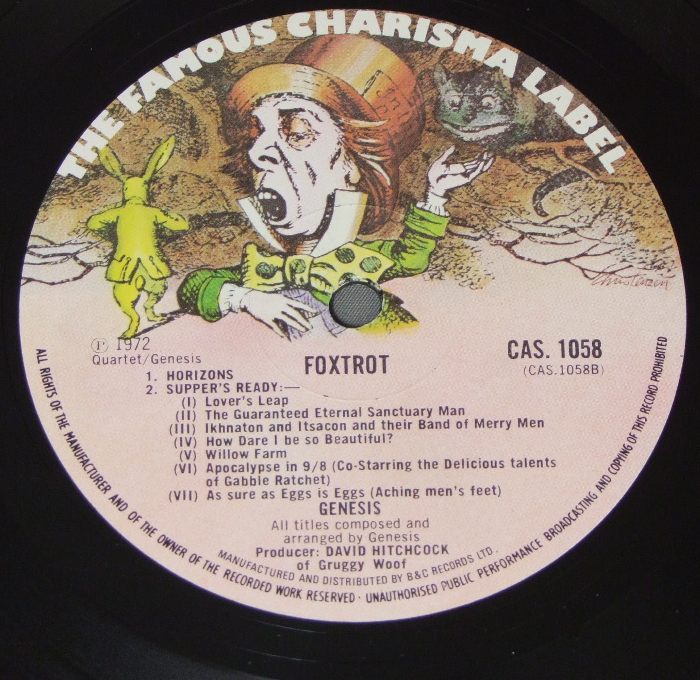 THE FAMOUS CHARISMA LABEL
Christensen
Ⓟ 1972
Quartet/Genesis
FOXTROT
CAS. 1058
(CAS.1058B)
1. HORIZONS
2. SUPPER'S READY:—
(I) Lover's Leap
(II) The Guaranteed Eternal Sanctuary Man
(III) Ikhnaton and Itsacon and their Band of Merry Men
(IV) How Dare I be so Beautiful?
(V) Willow Farm
(VI) Apocalypse in 9/8 (Co-Starring the Delicious talents
of Gabble Ratchet)
(VII) As sure as Eggs is Eggs (Aching men's feet)
GENESIS
All titles composed and
arranged by Genesis
Producer: DAVID HITCHCOCK
of Gruggy Woof
MANUFACTURED AND DISTRIBUTED BY B&C RECORDS LTD.
ALL RIGHTS OF THE MANUFACTURER AND OF THE OWNER OF THE RECORDED WORK RESERVED · UNAUTHORISED PUBLIC PERFORMANCE BROADCASTING AND COPYING OF THIS RECORD PROHIBITED